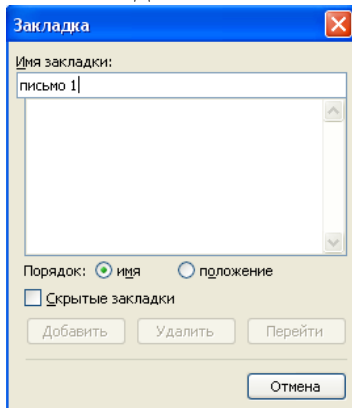 Закладка
Имя закладки:
письмо 1
Порядок: имя положение
Скрытые закладки
Добавить Удалить Перейти
Отмена